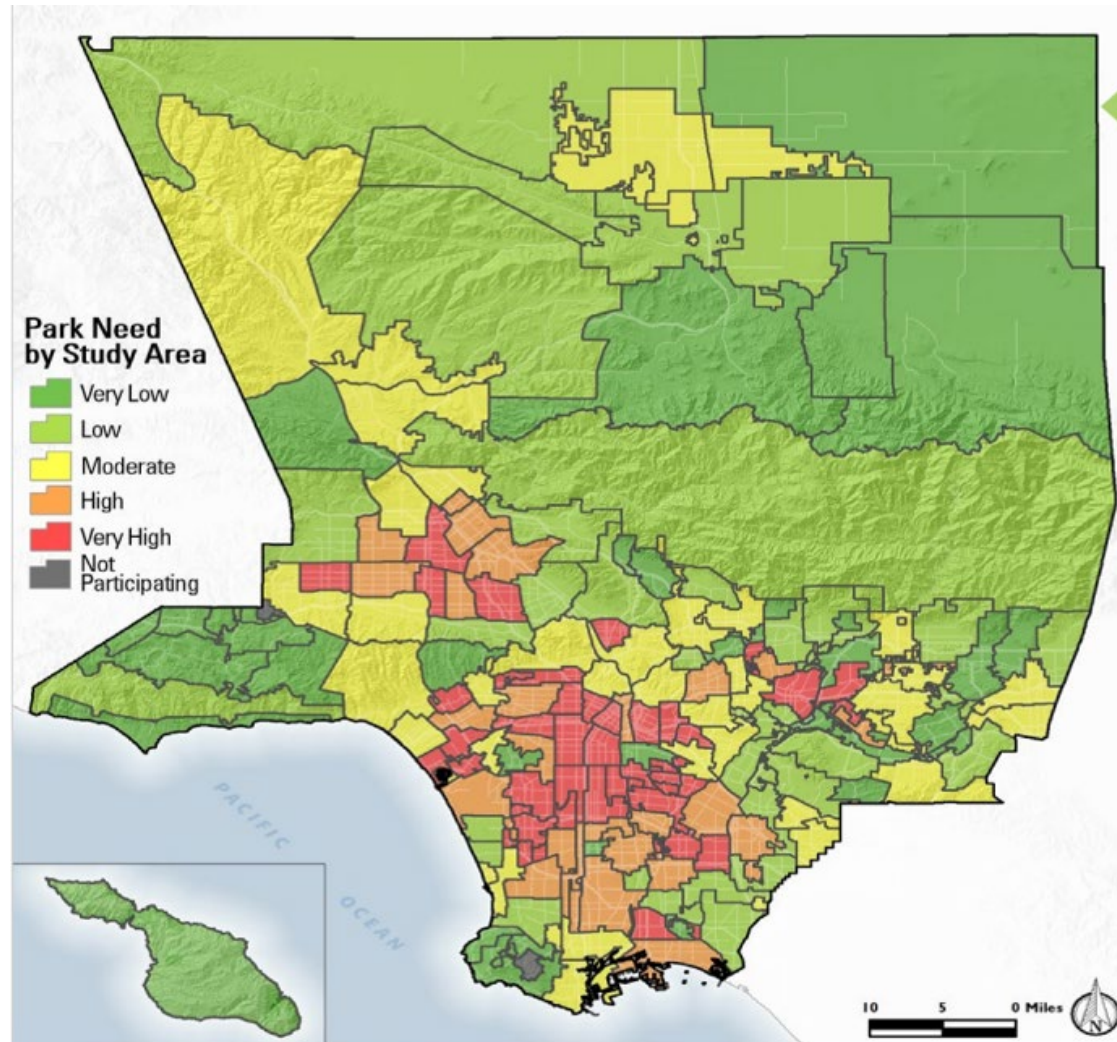 Park Need
by Study Area
Very Low
Low
Moderate
High
Very High
Not
Participating
PACIFIC
OCEAN
10 5 0 Miles
N